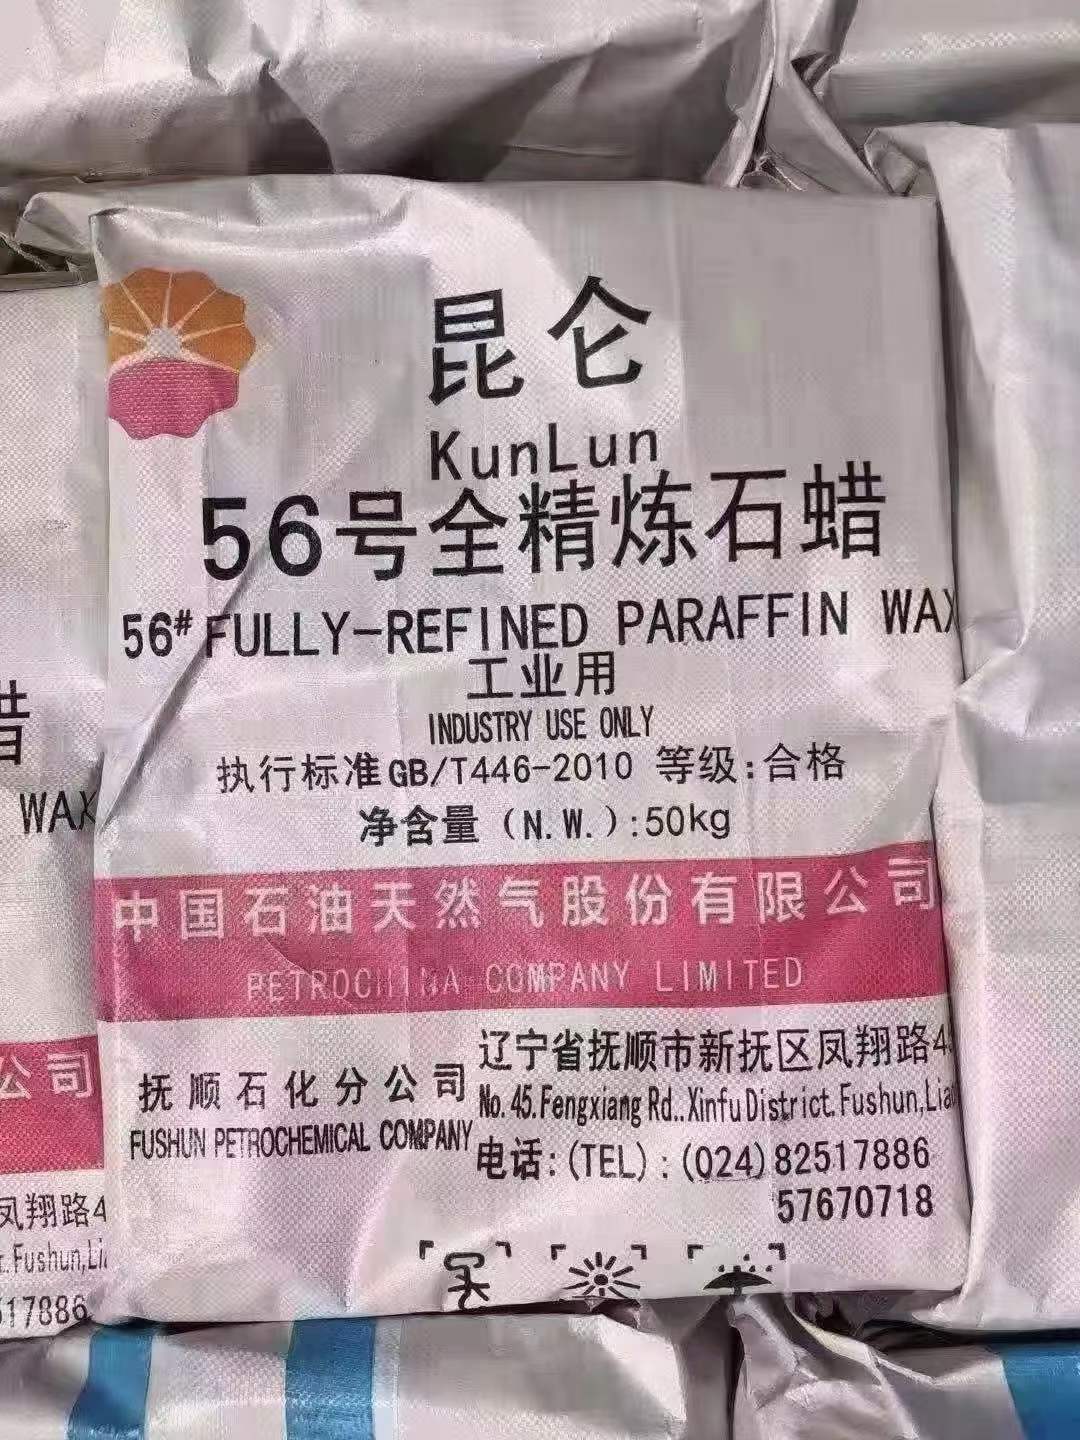 昆仑
KunLun
56号全精炼石蜡
56# FULLY-REFINED PARAFFIN WAX
工业用
INDUSTRY USE ONLY
执行标准GB/T446-2010 等级:合格
净含量(N.W.):50kg
中国石油天然气股份有限公司
PETROCHINA COMPANY LIMITED
抚顺石化分公司
FUSHUN PETROCHEMICAL COMPANY
辽宁省抚顺市新抚区凤翔路4
No.45.Fengxiang Rd..Xinfu District.Fushun,Lia
电话:(TEL):(024)82517886
57670718
蜡
WAX
公司
凤翔路4
.Fushun,Li
517886